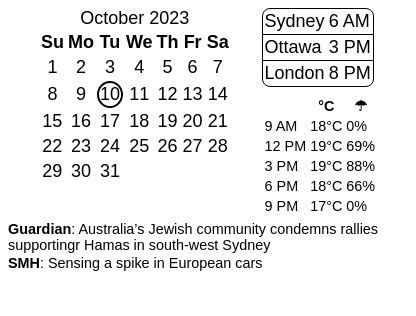 October 2023
Su Mo Tu We Th Fr Sa
1 2 3 4 5 6 7
8 9 10 11 12 13 14
15 16 17 18 19 20 21
22 23 24 25 26 27 28
29 30 31
Sydney 6 AM
Ottawa 3 PM
London 8 PM
°C ☂
9 AM 18°C 0%
12 PM 19°C 69%
3 PM 19°C 88%
6 PM 18°C 66%
9 PM 17°C 0%
Guardian: Australia’s Jewish community condemns rallies
supportingr Hamas in south-west Sydney
SMH: Sensing a spike in European cars